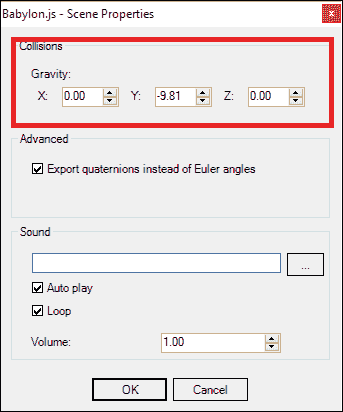 Babylon.js - Scene Properties
Collisions
Gravity:
X: 0.00 Y: -9.81 Z: 0.00
Advanced
Export quaternions instead of Euler angles
Sound
...
Auto play
Loop
Volume: 1.00
OK Cancel